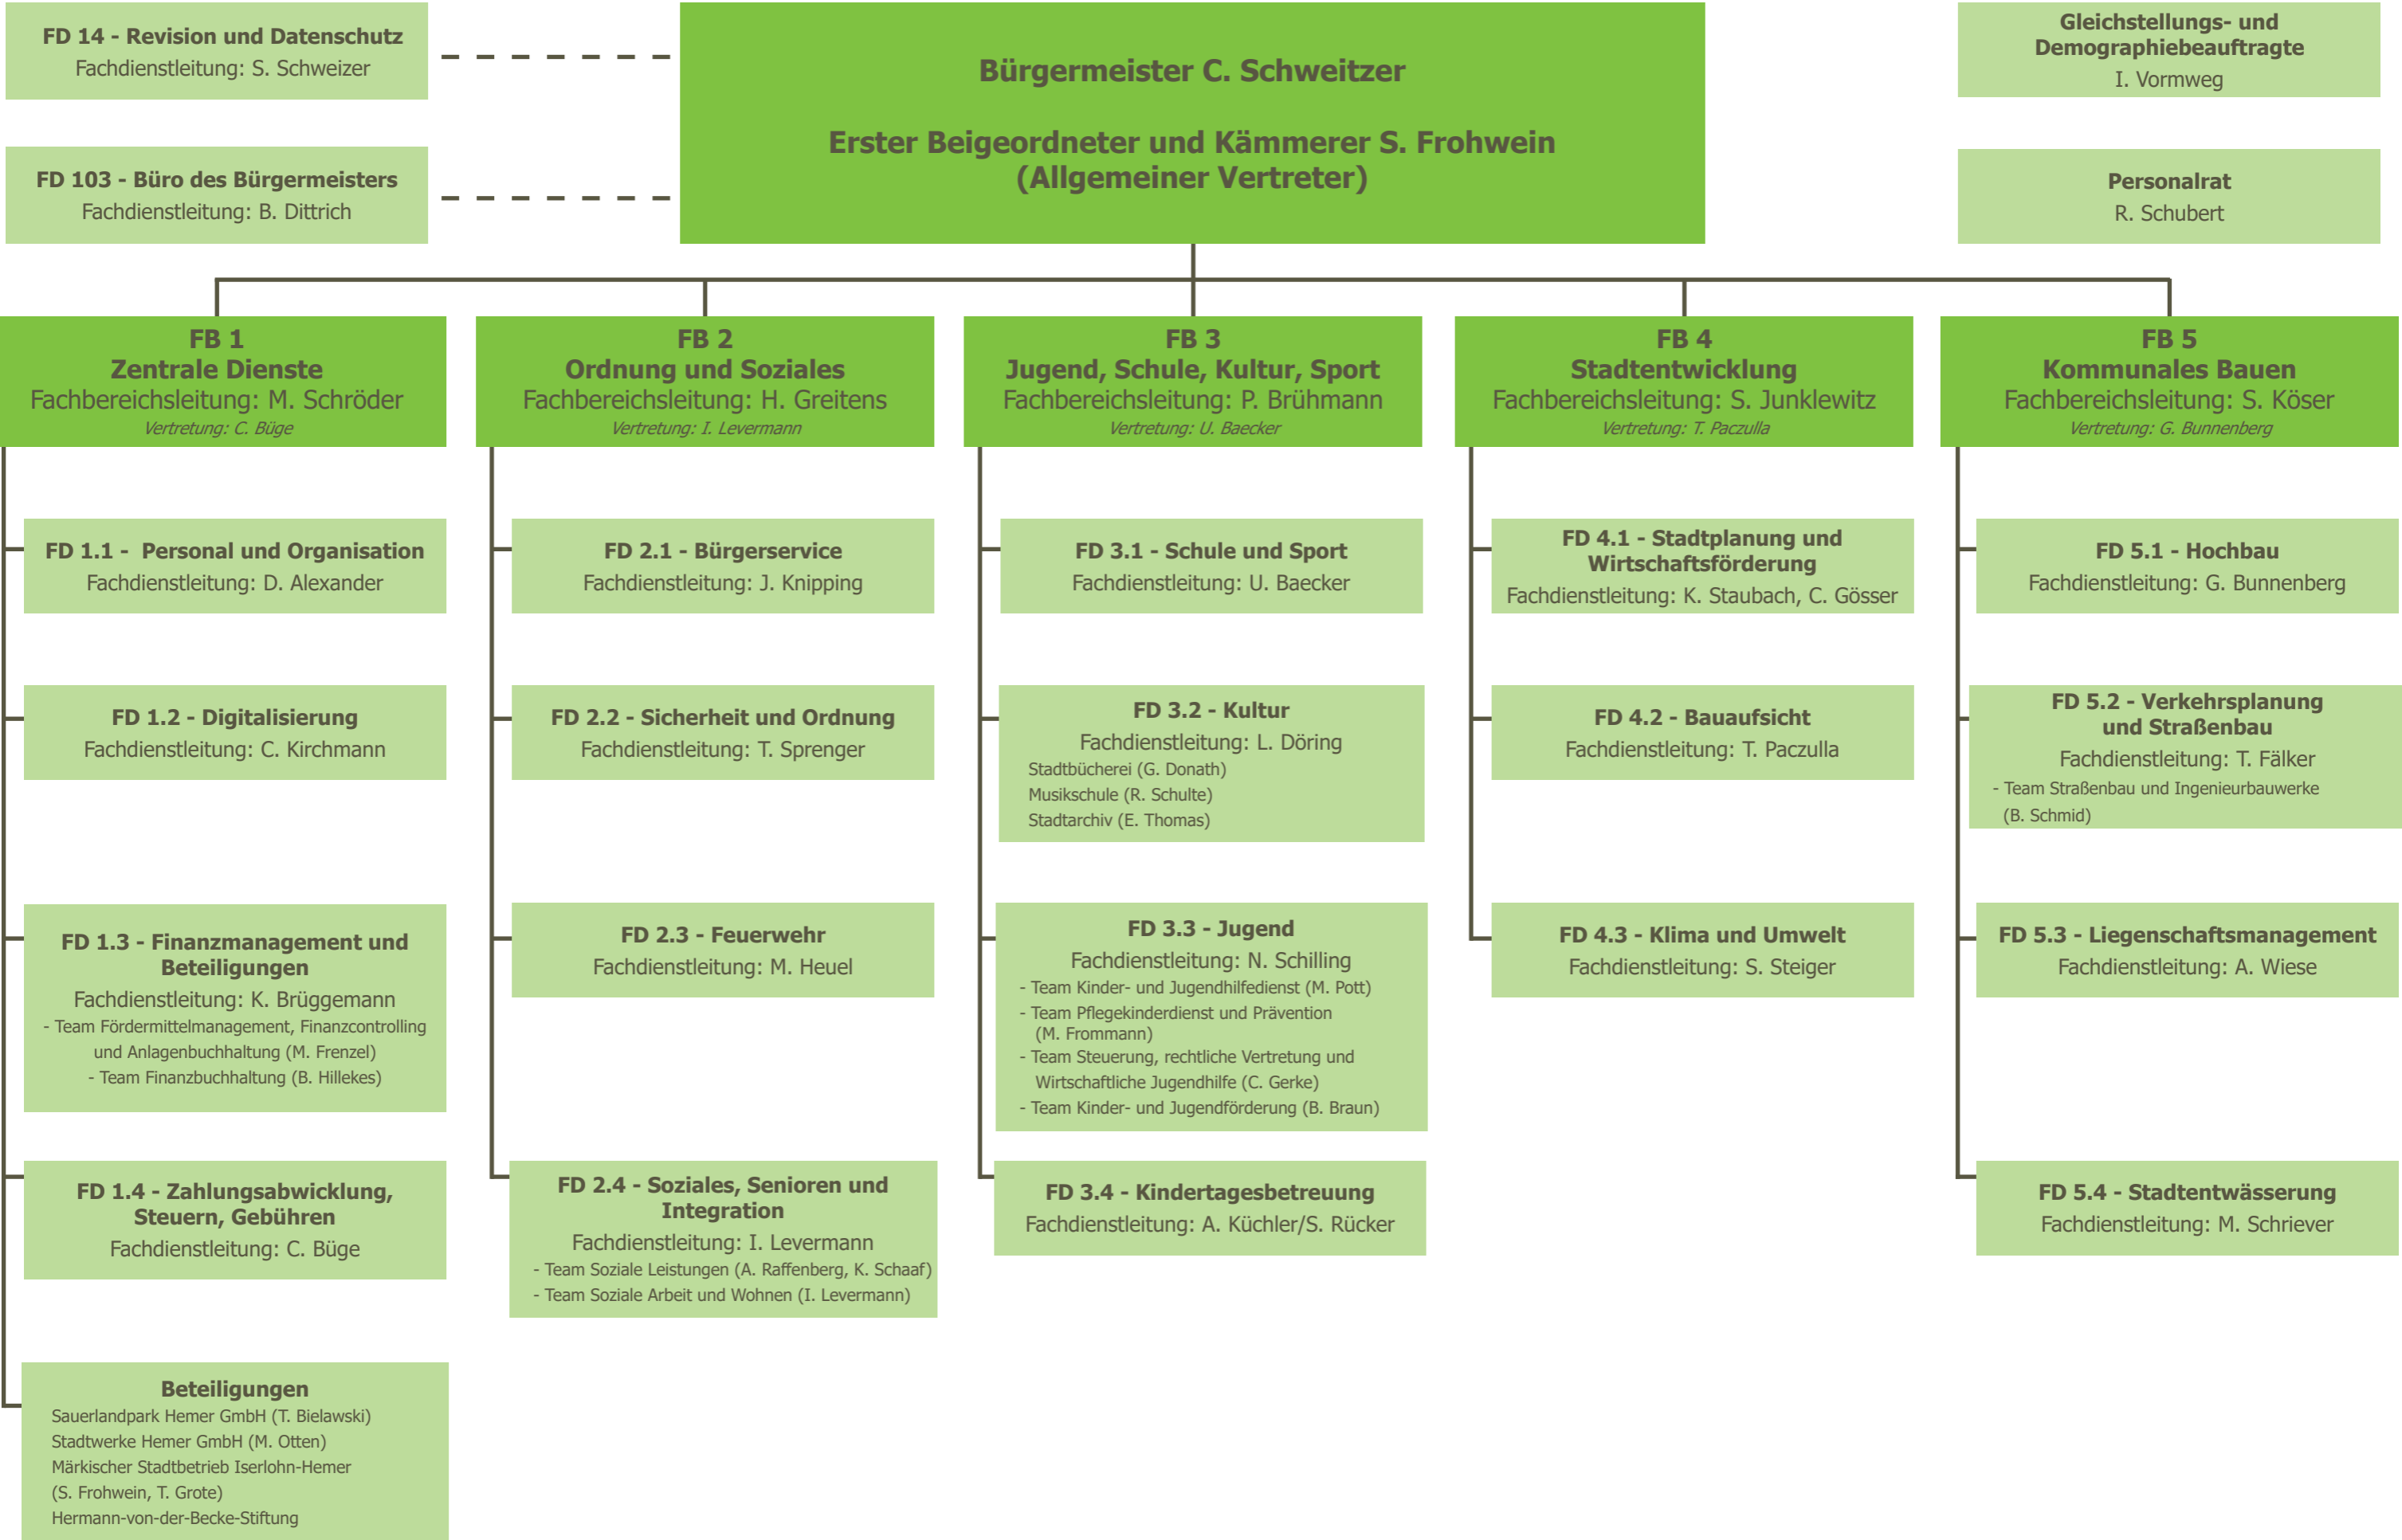 FD 14 - Revision und Datenschutz
Fachdienstleitung: S. Schweizer
FD 103 - Büro des Bürgermeisters
Fachdienstleitung: B. Dittrich
Bürgermeister C. Schweitzer
Erster Beigeordneter und Kämmerer S. Frohwein
(Allgemeiner Vertreter)
Gleichstellungs- und
Demographiebeauftragte
I. Vormweg
Personalrat
R. Schubert
FB 1
Zentrale Dienste
Fachbereichsleitung: M. Schröder
Vertretung: C. Büge
FD 1.1 - Personal und Organisation
Fachdienstleitung: D. Alexander
FD 1.2 - Digitalisierung
Fachdienstleitung: C. Kirchmann
FD 1.3 - Finanzmanagement und
Beteiligungen
Fachdienstleitung: K. Brüggemann
- Team Fördermittelmanagement, Finanzcontrolling
und Anlagenbuchhaltung (M. Frenzel)
- Team Finanzbuchhaltung (B. Hillekes)
FD 1.4 - Zahlungsabwicklung,
Steuern, Gebühren
Fachdienstleitung: C. Büge
Beteiligungen
Sauerlandpark Hemer GmbH (T. Bielawski)
Stadtwerke Hemer GmbH (M. Otten)
Märkischer Stadtbetrieb Iserlohn-Hemer
(S. Frohwein, T. Grote)
Hermann-von-der-Becke-Stiftung
FB 2
Ordnung und Soziales
Fachbereichsleitung: H. Greitens
Vertretung: I. Levermann
FD 2.1 - Bürgerservice
Fachdienstleitung: J. Knipping
FD 2.2 - Sicherheit und Ordnung
Fachdienstleitung: T. Sprenger
FD 2.3 - Feuerwehr
Fachdienstleitung: M. Heuel
FD 2.4 - Soziales, Senioren und
Integration
Fachdienstleitung: I. Levermann
- Team Soziale Leistungen (A. Raffenberg, K. Schaaf)
- Team Soziale Arbeit und Wohnen (I. Levermann)
FB 3
Jugend, Schule, Kultur, Sport
Fachbereichsleitung: P. Brühmann
Vertretung: U. Baecker
FD 3.1 - Schule und Sport
Fachdienstleitung: U. Baecker
FD 3.2 - Kultur
Fachdienstleitung: L. Döring
Stadtbücherei (G. Donath)
Musikschule (R. Schulte)
Stadtarchiv (E. Thomas)
FD 3.3 - Jugend
Fachdienstleitung: N. Schilling
- Team Kinder- und Jugendhilfedienst (M. Pott)
- Team Pflegekinderdienst und Prävention
(M. Frommann)
- Team Steuerung, rechtliche Vertretung und
Wirtschaftliche Jugendhilfe (C. Gerke)
- Team Kinder- und Jugendförderung (B. Braun)
FD 3.4 - Kindertagesbetreuung
Fachdienstleitung: A. Küchler/S. Rücker
FB 4
Stadtentwicklung
Fachbereichsleitung: S. Junklewitz
Vertretung: T. Paczulla
FD 4.1 - Stadtplanung und
Wirtschaftsförderung
Fachdienstleitung: K. Staubach, C. Gösser
FD 4.2 - Bauaufsicht
Fachdienstleitung: T. Paczulla
FD 4.3 - Klima und Umwelt
Fachdienstleitung: S. Steiger
FB 5
Kommunales Bauen
Fachbereichsleitung: S. Köser
Vertretung: G. Bunnenberg
FD 5.1 - Hochbau
Fachdienstleitung: G. Bunnenberg
FD 5.2 - Verkehrsplanung
und Straßenbau
Fachdienstleitung: T. Fälker
- Team Straßenbau und Ingenieurbauwerke
(B. Schmid)
FD 5.3 - Liegenschaftsmanagement
Fachdienstleitung: A. Wiese
FD 5.4 - Stadtentwässerung
Fachdienstleitung: M. Schriever